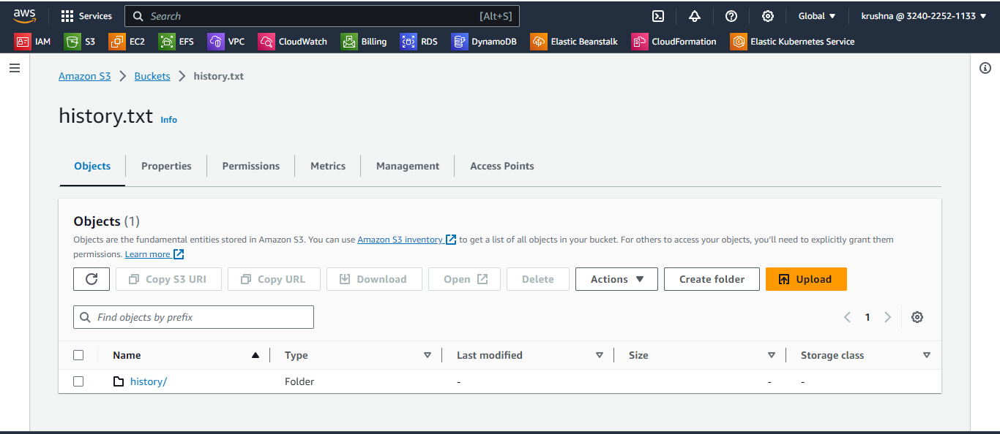 aws Services Search [Alt+S] Global krushna @ 3240-2252-1133
IAM S3 EC2 EFS VPC CloudWatch Billing RDS DynamoDB Elastic Beanstalk CloudFormation Elastic Kubernetes Service
Amazon S3 Buckets history.txt
history.txt Info
Objects Properties Permissions Metrics Management Access Points
Objects (1)
Objects are the fundamental entities stored in Amazon S3. You can use Amazon S3 inventory to get a list of all objects in your bucket. For others to access your objects, you'll need to explicitly grant them
permissions. Learn more
Copy S3 URI Copy URL Download Open Delete Actions Create folder Upload
Find objects by prefix 1
Name Type Last modified Size Storage class
history/ Folder - - -